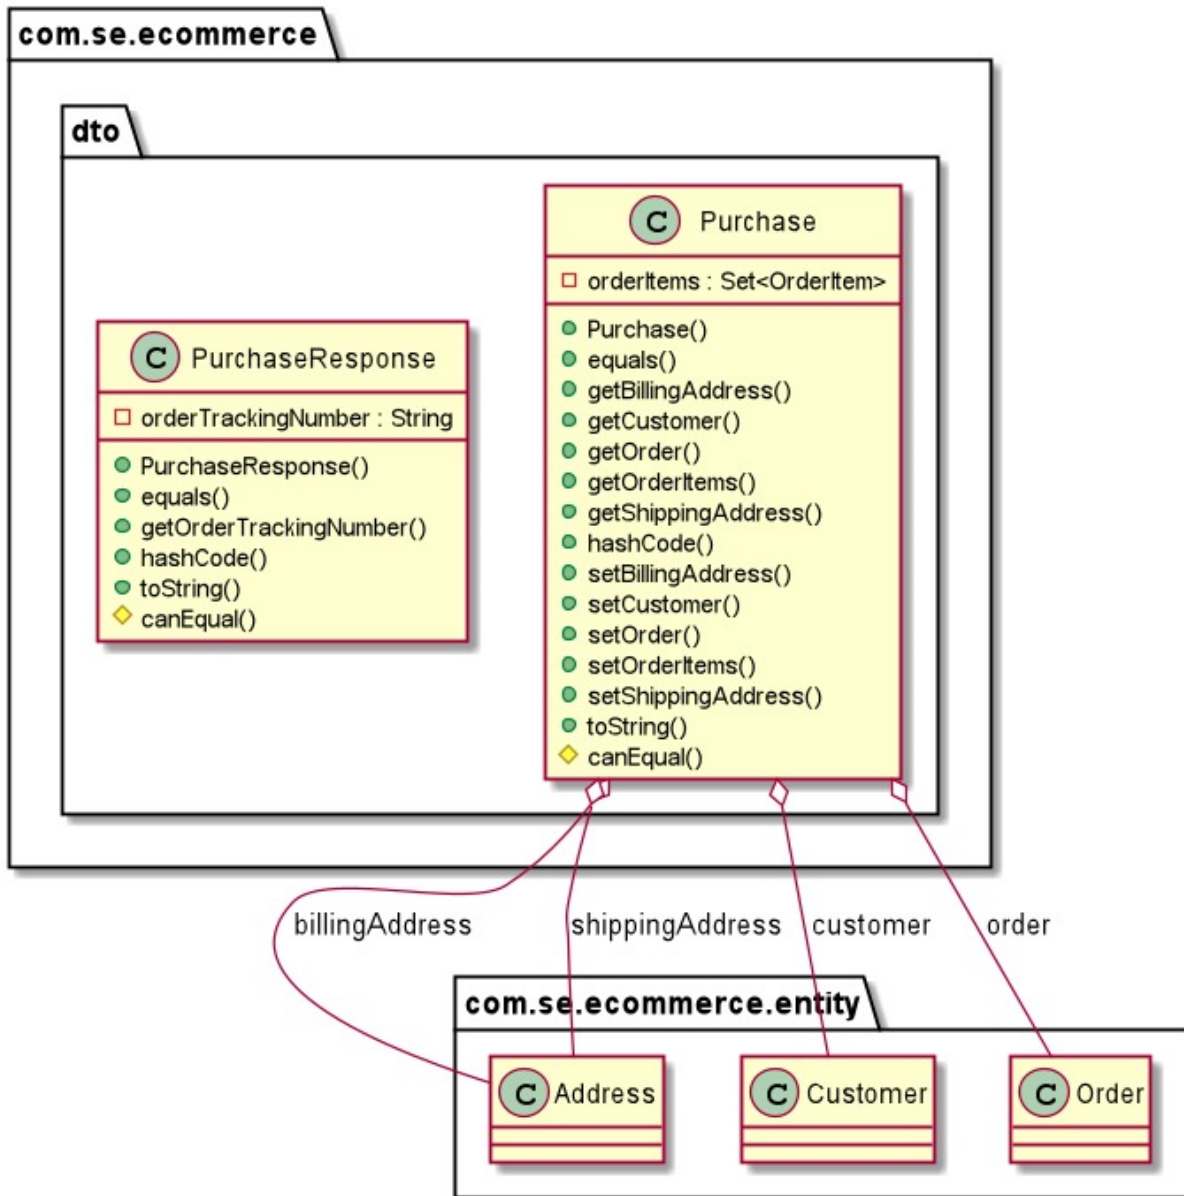 com.se.ecommerce
dto
C PurchaseResponse
orderTrackingNumber : String
PurchaseResponse()
equals()
getOrderTrackingNumber()
hashCode()
toString()
canEqual()
C Purchase
orderItems : Set<OrderItem>
Purchase()
equals()
getBillingAddress()
getCustomer()
getOrder()
getOrderItems()
getShippingAddress()
hashCode()
setBillingAddress()
setCustomer()
setOrder()
setOrderItems()
setShippingAddress()
toString()
canEqual()
billingAddress
shippingAddress
customer
order
com.se.ecommerce.entity
C Address
C Customer
C Order